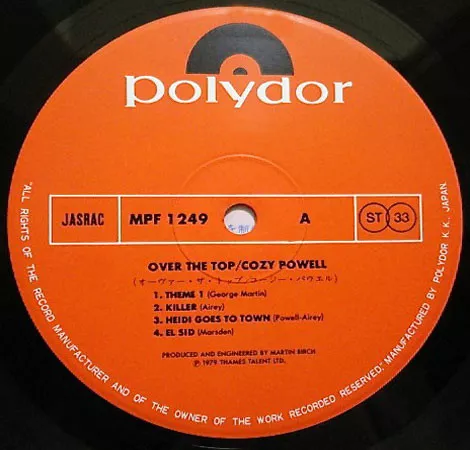 polydor
JASRAC MPF 1249 A ST 33
OVER THE TOP/COZY POWELL
(オーヴァー・ザ・トップ/コージー・パウエル)
1. THEME 1 (George Martin)
2. KILLER (Airey)
3. HEIDI GOES TO TOWN (Powell-Airey)
4. EL SID (Marsden)
PRODUCED AND ENGINEERED BY MARTIN BIRCH
Ⓟ 1979 THAMES TALENT LTD.
"ALL RIGHTS OF THE RECORD MANUFACTURER AND OF THE OWNER OF THE WORK RECORDED RESERVED." MANUFACTURED BY POLYDOR K.K., JAPAN.